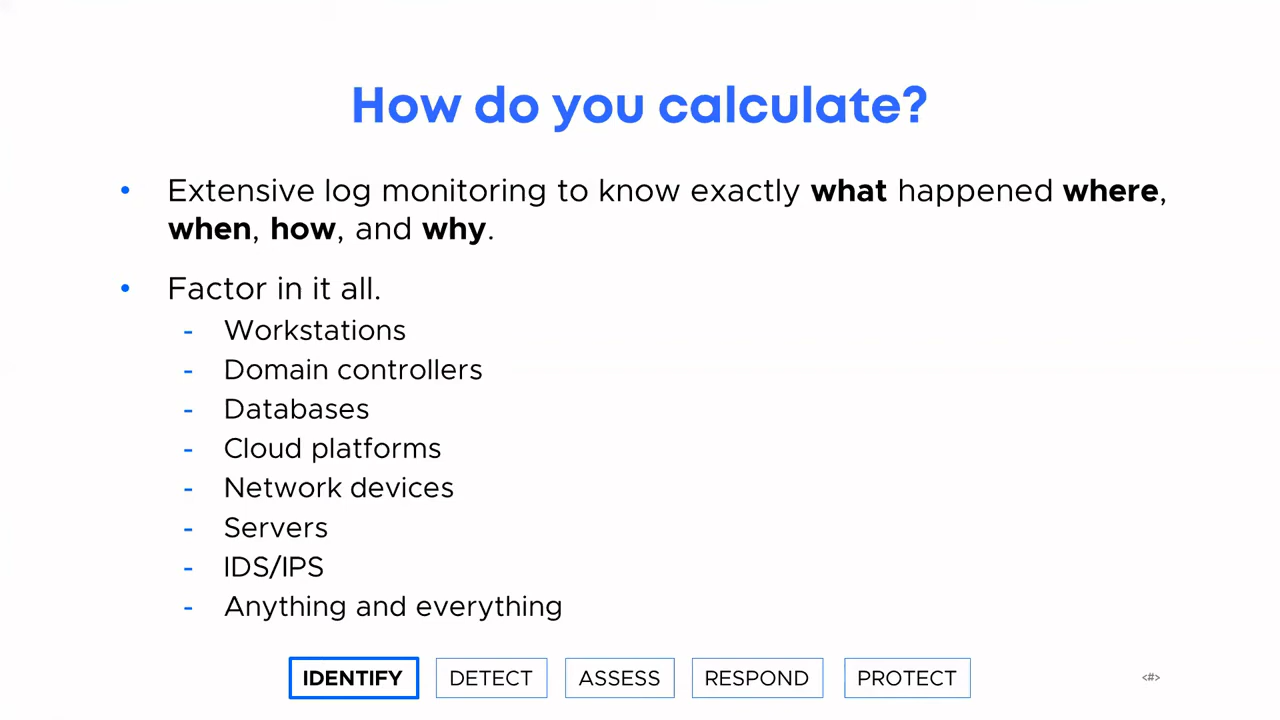 How do you calculate?
• Extensive log monitoring to know exactly what happened where,
when, how, and why.
• Factor in it all.
- Workstations
- Domain controllers
- Databases
- Cloud platforms
- Network devices
- Servers
- IDS/IPS
- Anything and everything
IDENTIFY DETECT ASSESS RESPOND PROTECT <#>